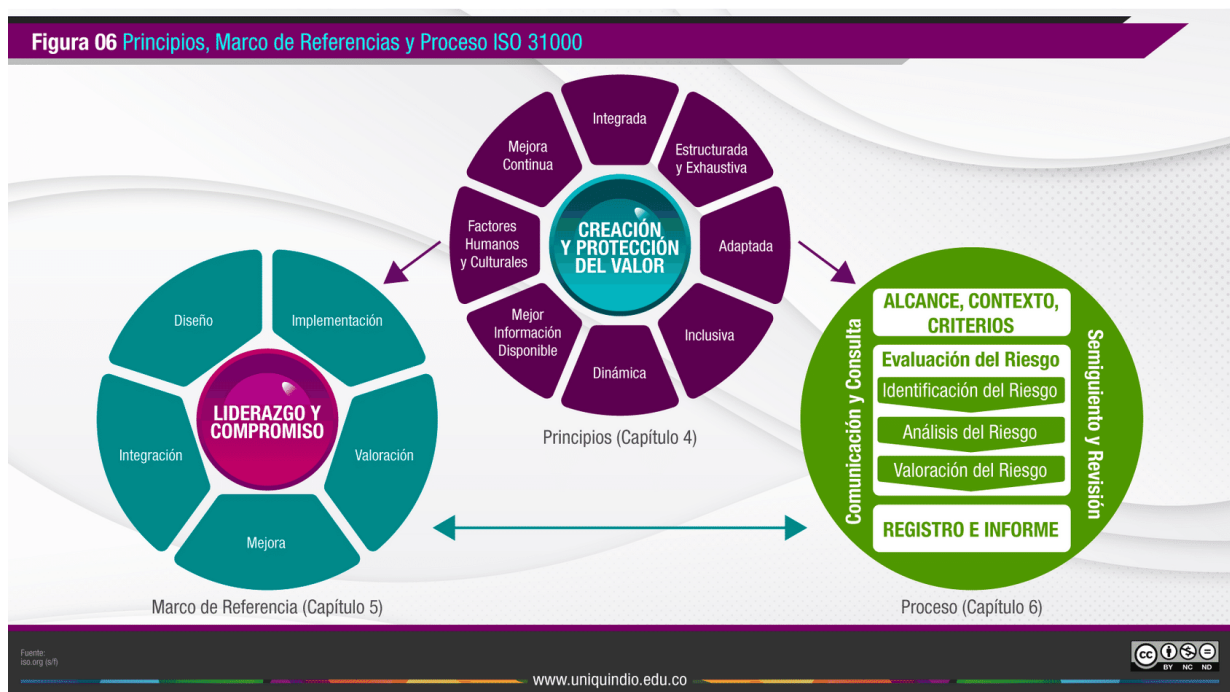 Figura 06 Principios, Marco de Referencias y Proceso ISO 31000
Integrada
Estructurada
y Exhaustiva
Adaptada
Inclusiva
Dinámica
Mejor
Información
Disponible
Factores
Humanos
y Culturales
Mejora
Continua
CREACIÓN
Y PROTECCIÓN
DEL VALOR
Principios (Capítulo 4)
Diseño
Implementación
Valoración
Mejora
Integración
LIDERAZGO Y
COMPROMISO
Marco de Referencia (Capítulo 5)
Comunicación y Consulta
ALCANCE, CONTEXTO,
CRITERIOS
Evaluación del Riesgo
Identificación del Riesgo
Análisis del Riesgo
Valoración del Riesgo
REGISTRO E INFORME
Semiguiento y Revisión
Proceso (Capítulo 6)
Fuente:
iso.org (s/f)
www.uniquindio.edu.co
cc
BY NC ND